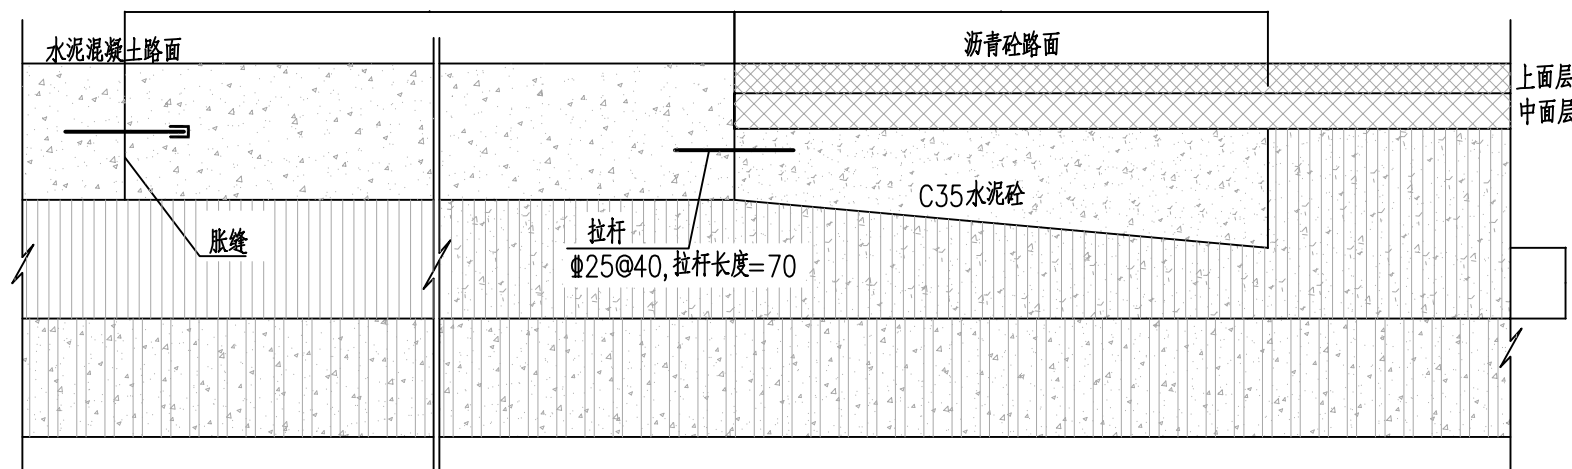 水泥混凝土路面
沥青砼路面
上面层
中面层
C35水泥砼
拉杆
胀缝
Φ25@40,拉杆长度=70